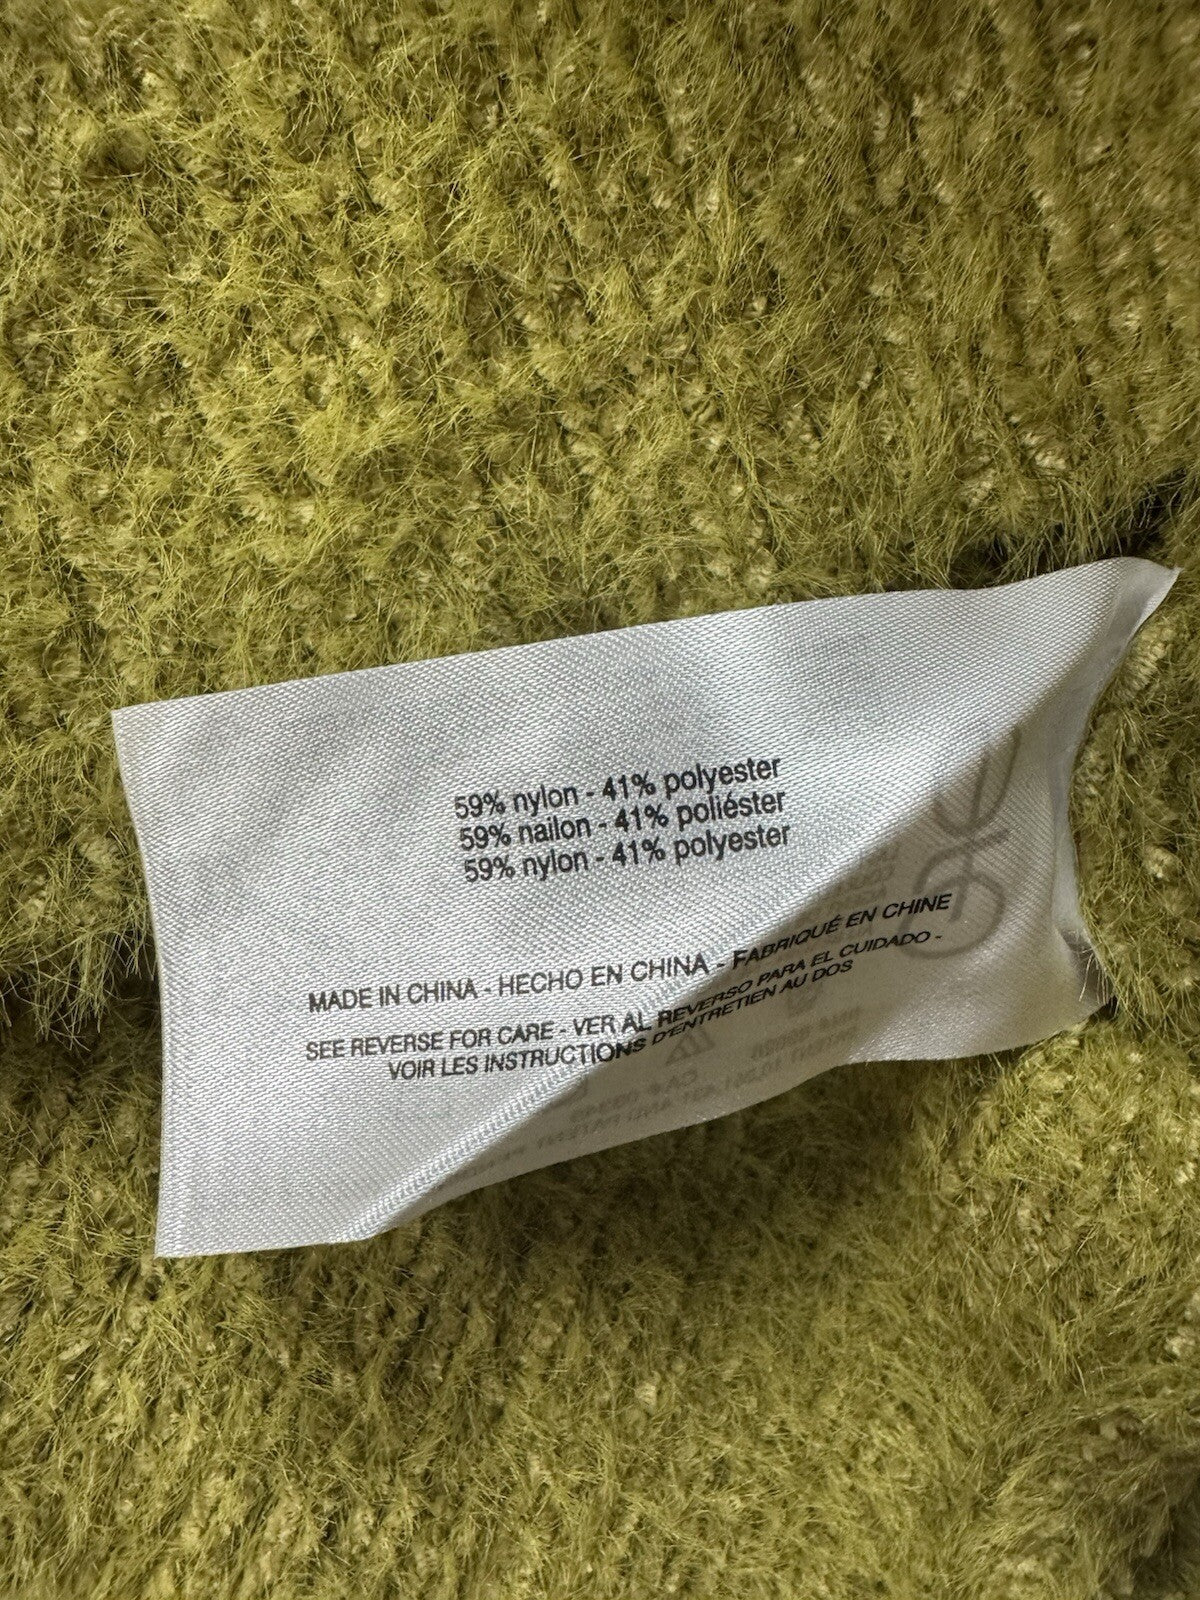 59% nylon - 41% polyester
59% nailon - 41% poliéster
59% nylon - 41% polyester
MADE IN CHINA - HECHO EN CHINA - FABRIQUÉ EN CHINE
SEE REVERSE FOR CARE - VER AL REVERSO PARA EL CUIDADO -
VOIR LES INSTRUCTIONS D'ENTRETIEN AU DOS